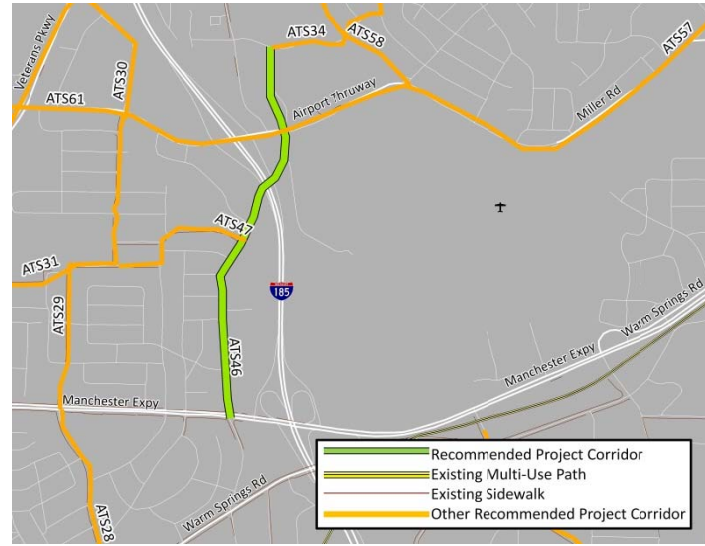 ATS34
ATS58
ATS57
Veterans Pkwy
ATS30
ATS61
Airport Thruway
Miller Rd
ATS47
ATS31
185
ATS29
ATS46
Warm Springs Rd
Manchester Expy
Manchester Expy
Warm Springs Rd
ATS28
Recommended Project Corridor
Existing Multi-Use Path
Existing Sidewalk
Other Recommended Project Corridor